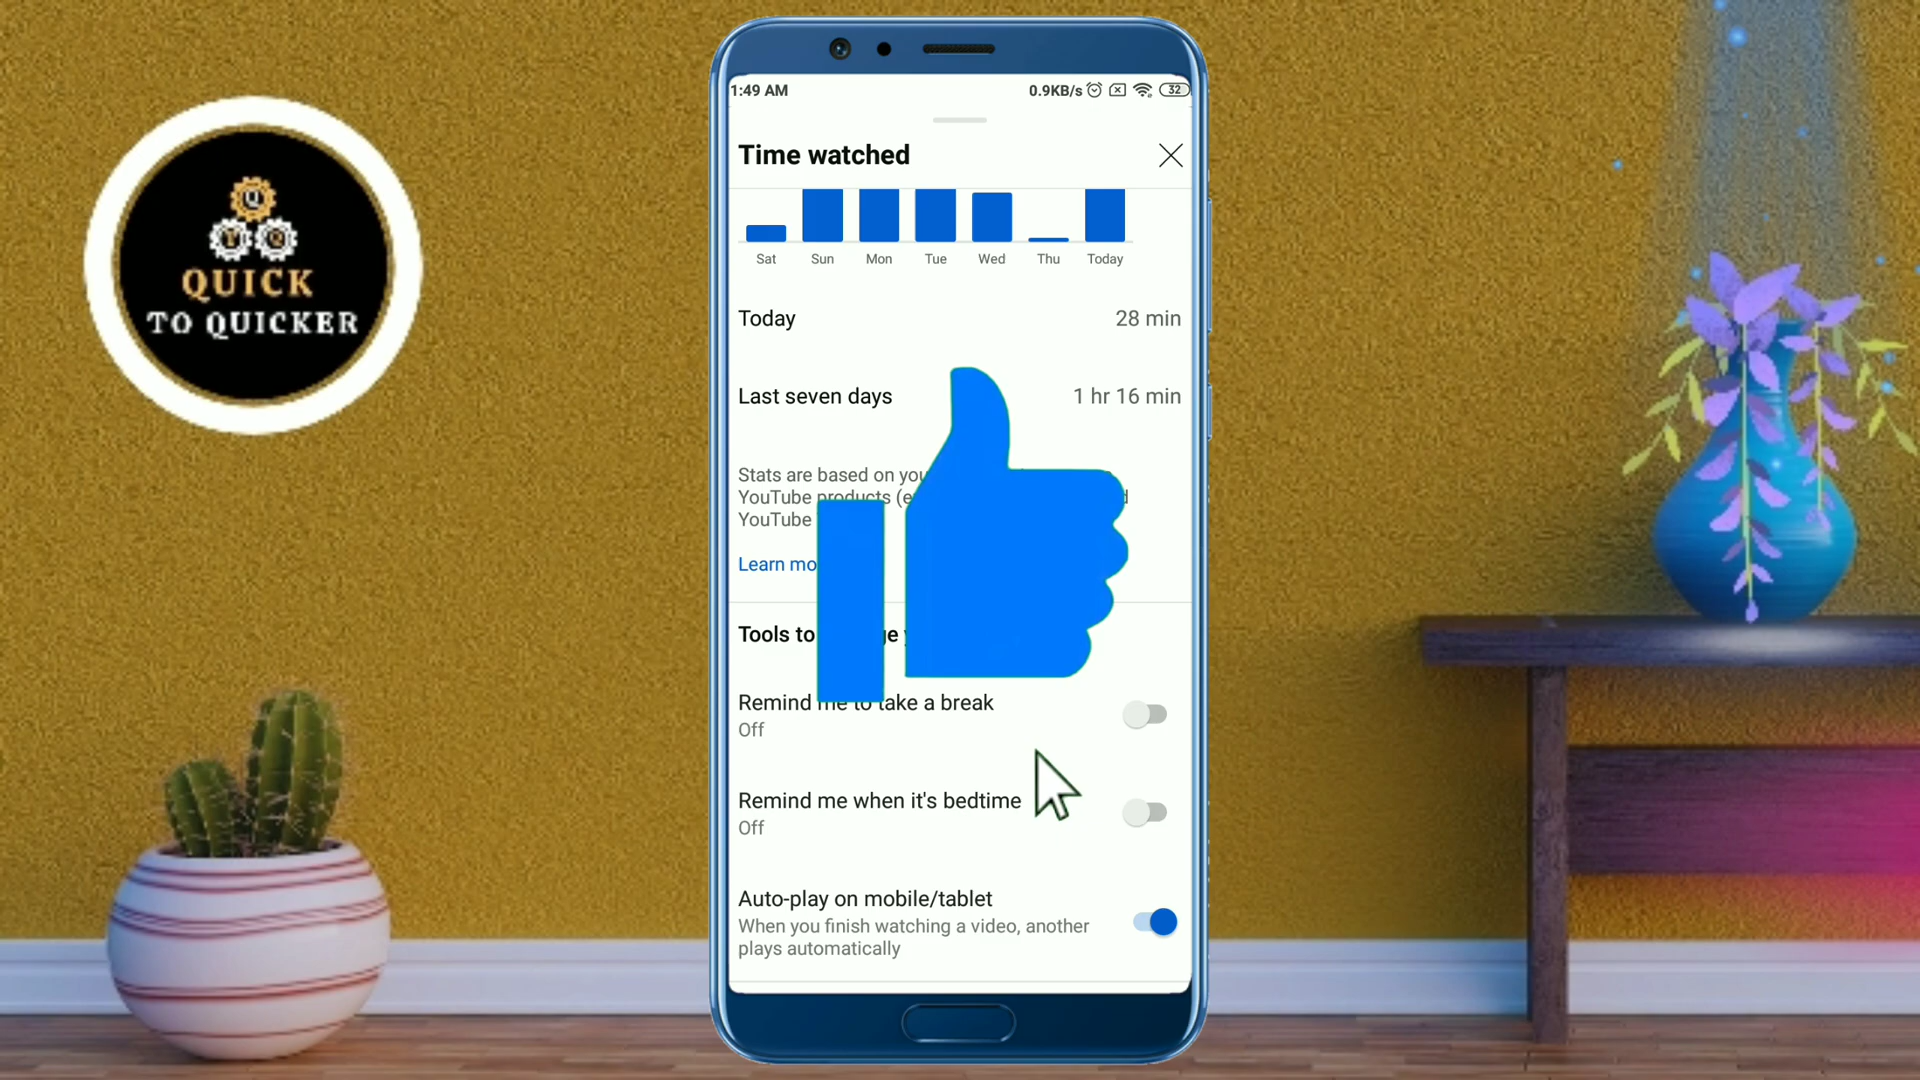 QUICK
TO QUICKER
1:49 AM
0.9KB/s
32
Time watched
Sat Sun Mon Tue Wed Thu Today
Today 28 min
Last seven days 1 hr 16 min
Stats are based on
YouTube products
YouTube
Learn
Tools to
Remind me to take a break
Off
Remind me when it's bedtime
Off
Auto-play on mobile/tablet
When you finish watching a video, another
plays automatically